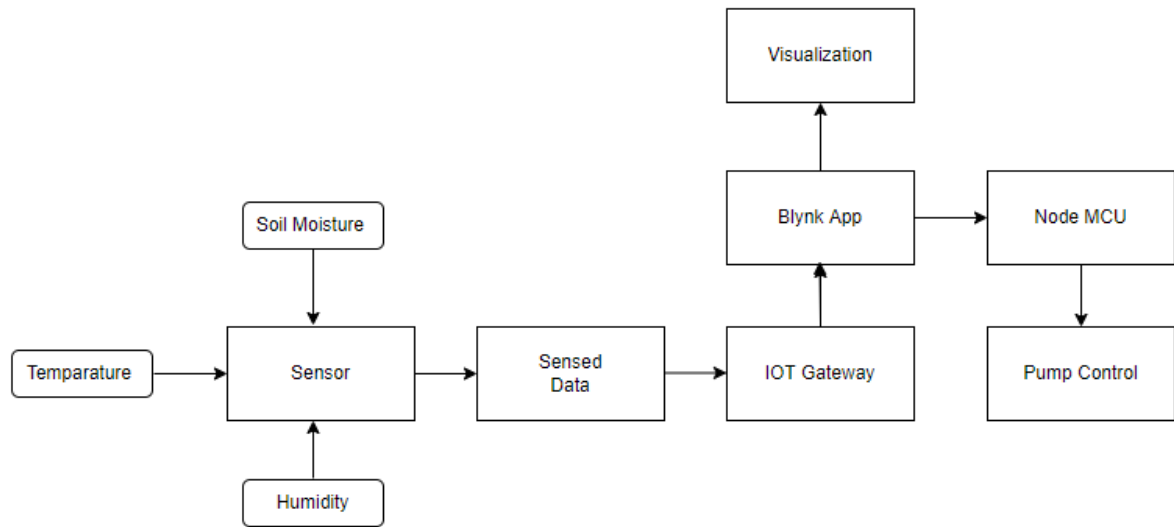 Visualization
Soil Moisture
Blynk App
Node MCU
Temparature
Sensor
Sensed
Data
IOT Gateway
Pump Control
Humidity